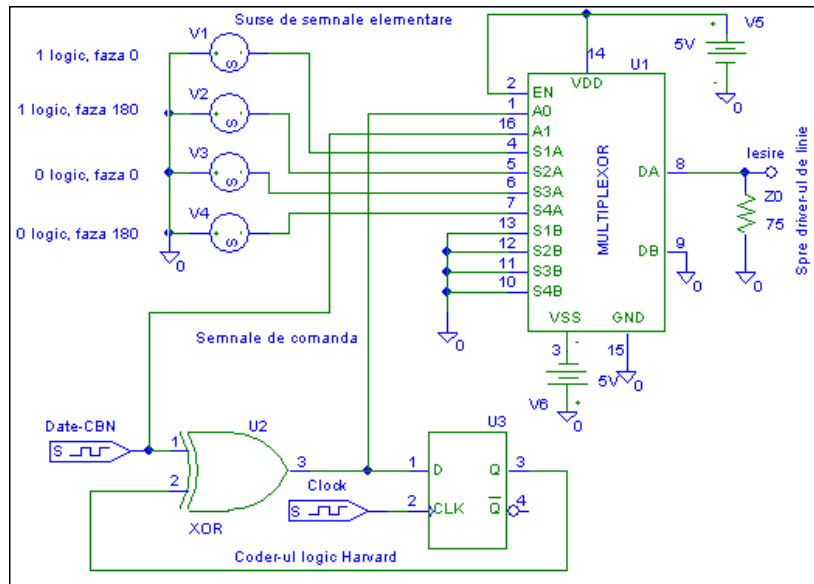 Surse de semnale elementare
V1
1 logic, faza 0
S
V2
1 logic, faza 180
S
V3
0 logic, faza 0
S
V4
0 logic, faza 180
S
0
V5
5V
0
14
U1
VDD
2 EN
1 A0
16 A1
4 S1A
5 S2A
6 S3A
7 S4A
13 S1B
12 S2B
11 S3B
10 S4B
MULTIPLEXOR
DA 8
DB 9
0
VSS GND
3 15
0
0
5V
V6
0
Iesire
Z0
75
0
Spre driver-ul de linie
Semnale de comanda
Date-CBN
S
U2
1
2
3
XOR
Clock
S
U3
1 D Q 3
2 CLK Q 4
Coder-ul logic Harvard